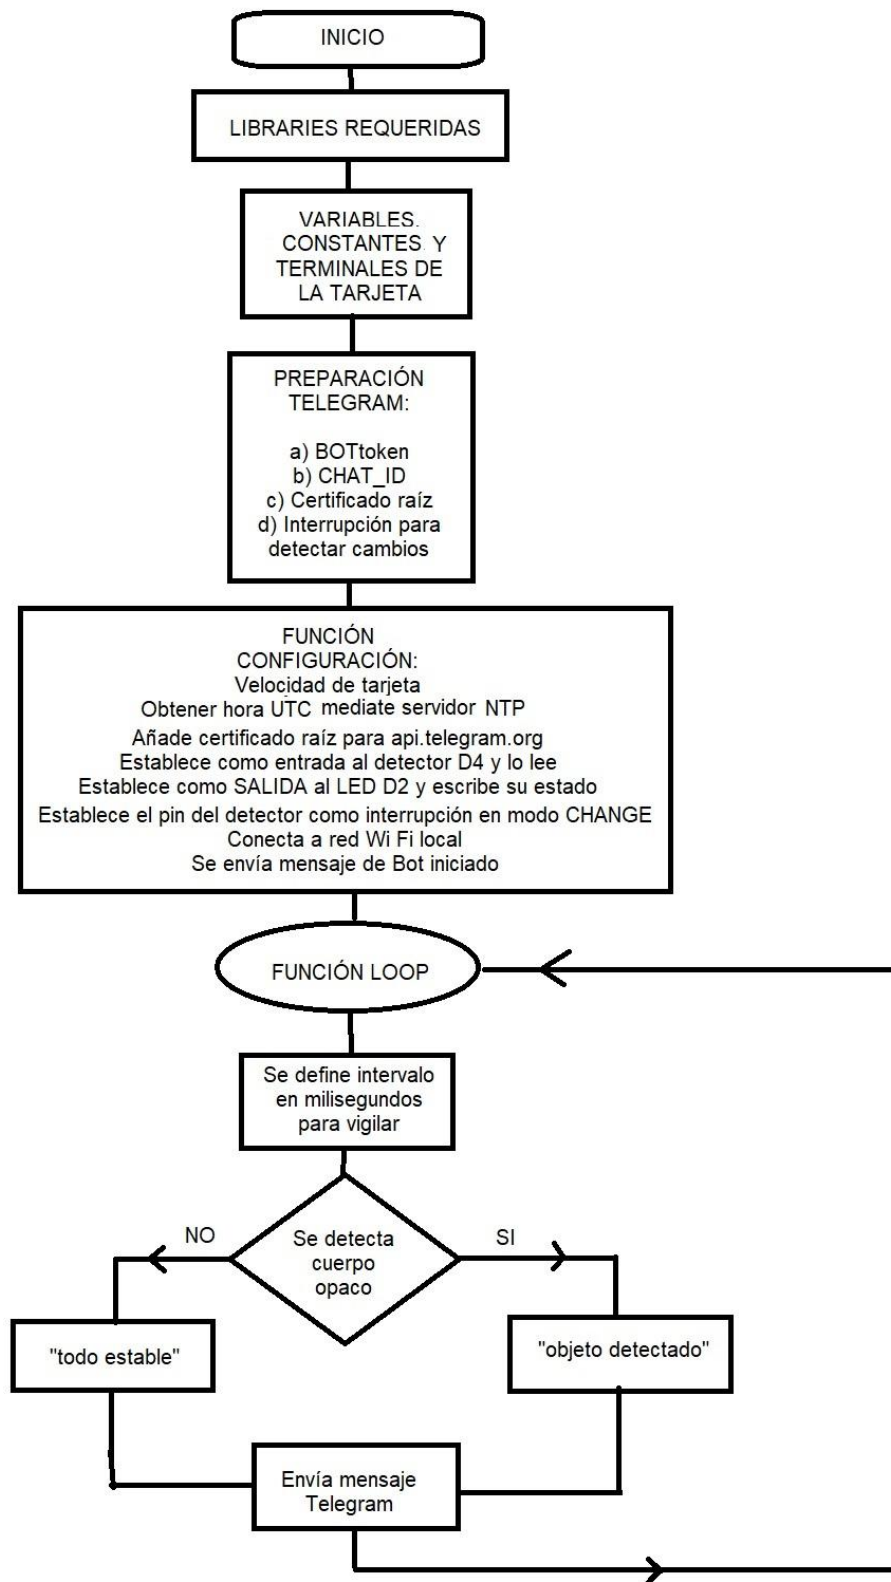 INICIO
LIBRARIES REQUERIDAS
VARIABLES.
CONSTANTES Y
TERMINALES DE
LA TARJETA
PREPARACIÓN
TELEGRAM:
a) BOTtoken
b) CHAT_ID
c) Certificado raíz
d) Interrupción para
detectar cambios
FUNCIÓN
CONFIGURACIÓN:
Velocidad de tarjeta
Obtener hora UTC mediate servidor NTP
Añade certificado raíz para api.telegram.org
Establece como entrada al detector D4 y lo lee
Establece como SALIDA al LED D2 y escribe su estado
Establece el pin del detector como interrupción en modo CHANGE
Conecta a red Wi Fi local
Se envía mensaje de Bot iniciado
FUNCIÓN LOOP
Se define intervalo
en milisegundos
para vigilar
NO
SI
Se detecta
cuerpo
opaco
"todo estable"
"objeto detectado"
Envía mensaje
Telegram